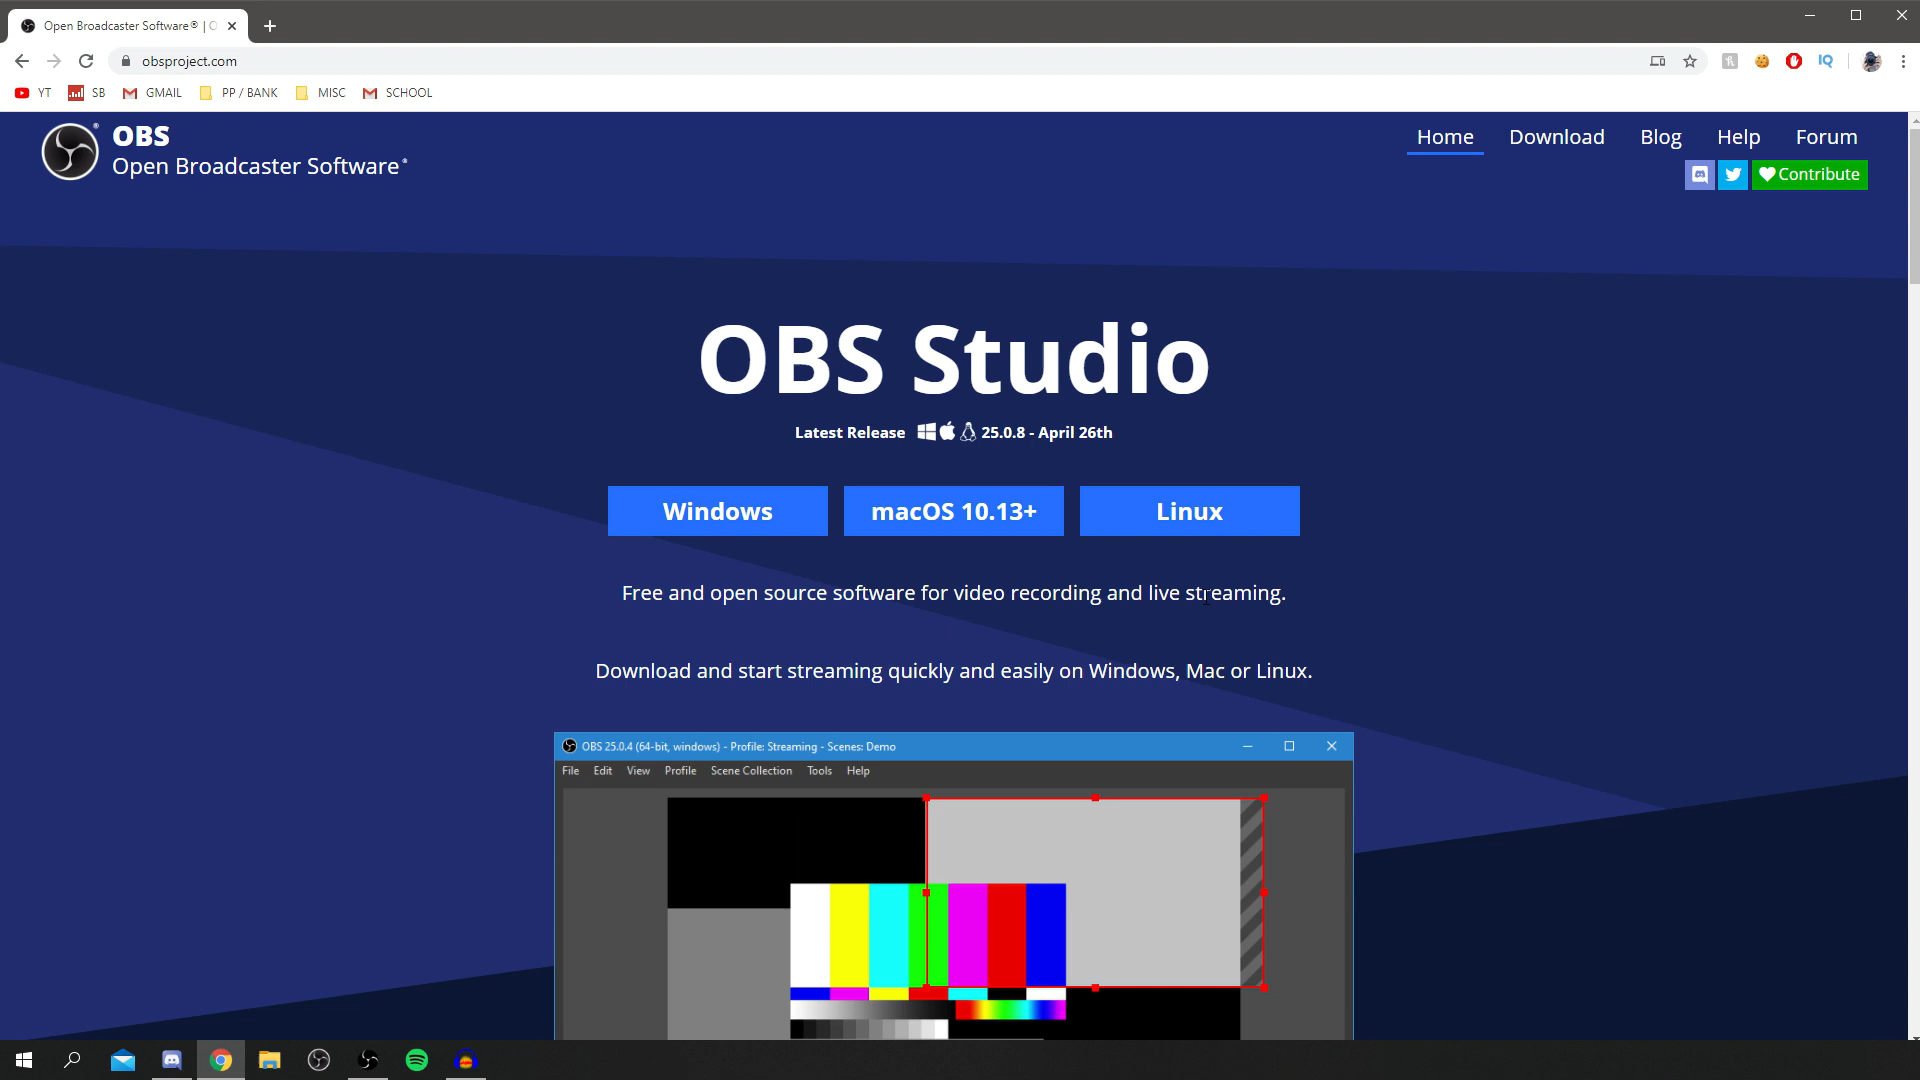 Open Broadcaster Software® | O
obsproject.com
IQ
YT
SB
GMAIL
PP / BANK
MISC
SCHOOL
OBS
Open Broadcaster Software®
Home
Download
Blog
Help
Forum
Contribute
OBS Studio
Latest Release 25.0.8 - April 26th
Windows
macOS 10.13+
Linux
Free and open source software for video recording and live streaming.
Download and start streaming quickly and easily on Windows, Mac or Linux.
OBS 25.0.4 (64-bit, windows) - Profile: Streaming - Scenes: Demo
File Edit View Profile Scene Collection Tools Help